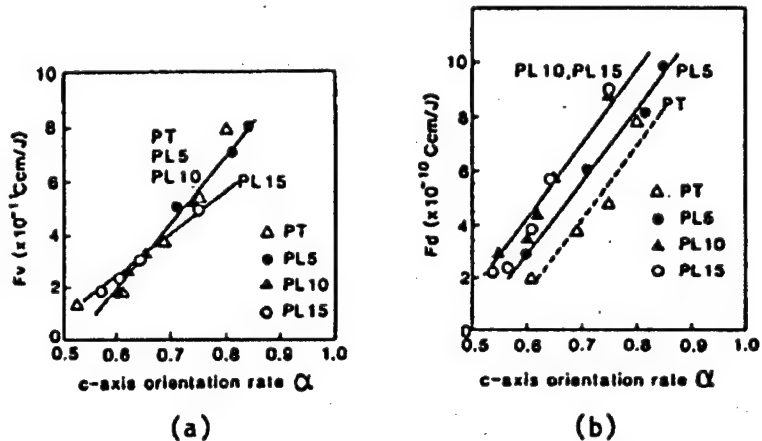 10
8
6
4
2
0
Fv (x10⁻¹¹Ccm/J)
PT
PL5
PL10
PL15
△ PT
● PL5
▲ PL10
○ PL15
0.5 0.6 0.7 0.8 0.9 1.0
c-axis orientation rate α
(a)
10
8
6
4
2
0
Fd (x10⁻¹⁰ Ccm/J)
PL10,PL15
PL5
PT
△ PT
● PL5
▲ PL10
○ PL15
0.5 0.6 0.7 0.8 0.9 1.0
c-axis orientation rate α
(b)